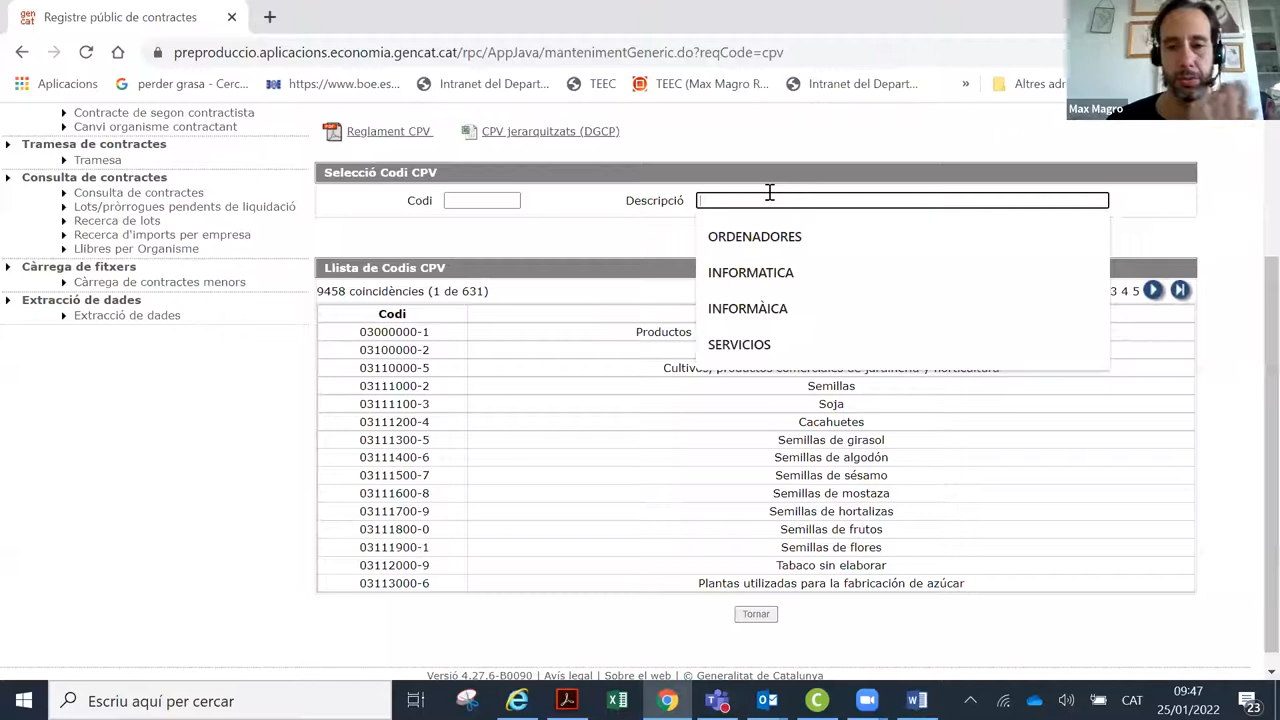 gen
cat
Registre públic de contractes
preproduccio.aplicacions.economia.gencat.cat/rpc/AppJava/mantenimentGeneric.do?reqCode=cpv
Aplicacions
perder grasa - Cerc...
https://www.boe.es...
Intranet del Depart...
TEEC
TEEC (Max Magro R...
Intranet del Depart...
»
Altres adr
Max Magro
Contracte de segon contractista
Canvi organisme contractant
Tramesa de contractes
Tramesa
Consulta de contractes
Consulta de contractes
Lots/pròrrogues pendents de liquidació
Recerca de lots
Recerca d'imports per empresa
Llibres per Organisme
Càrrega de fitxers
Càrrega de contractes menors
Extracció de dades
Extracció de dades
Reglament CPV
CPV jerarquitzats (DGCP)
Selecció Codi CPV
Codi
Descripció
ORDENADORES
INFORMATICA
INFORMÀICA
SERVICIOS
Llista de Codis CPV
9458 coincidències (1 de 631)
3 4 5
Codi
03000000-1 Productos
03100000-2
03110000-5 Cultivos, productos comerciales de jardinería y horticultura
03111000-2 Semillas
03111100-3 Soja
03111200-4 Cacahuetes
03111300-5 Semillas de girasol
03111400-6 Semillas de algodón
03111500-7 Semillas de sésamo
03111600-8 Semillas de mostaza
03111700-9 Semillas de hortalizas
03111800-0 Semillas de frutos
03111900-1 Semillas de flores
03112000-9 Tabaco sin elaborar
03113000-6 Plantas utilizadas para la fabricación de azúcar
Tornar
Versió 4.27.6-B0090 | Avís legal | Sobre el web | © Generalitat de Catalunya
Escriu aquí per cercar
CAT
09:47
25/01/2022
23